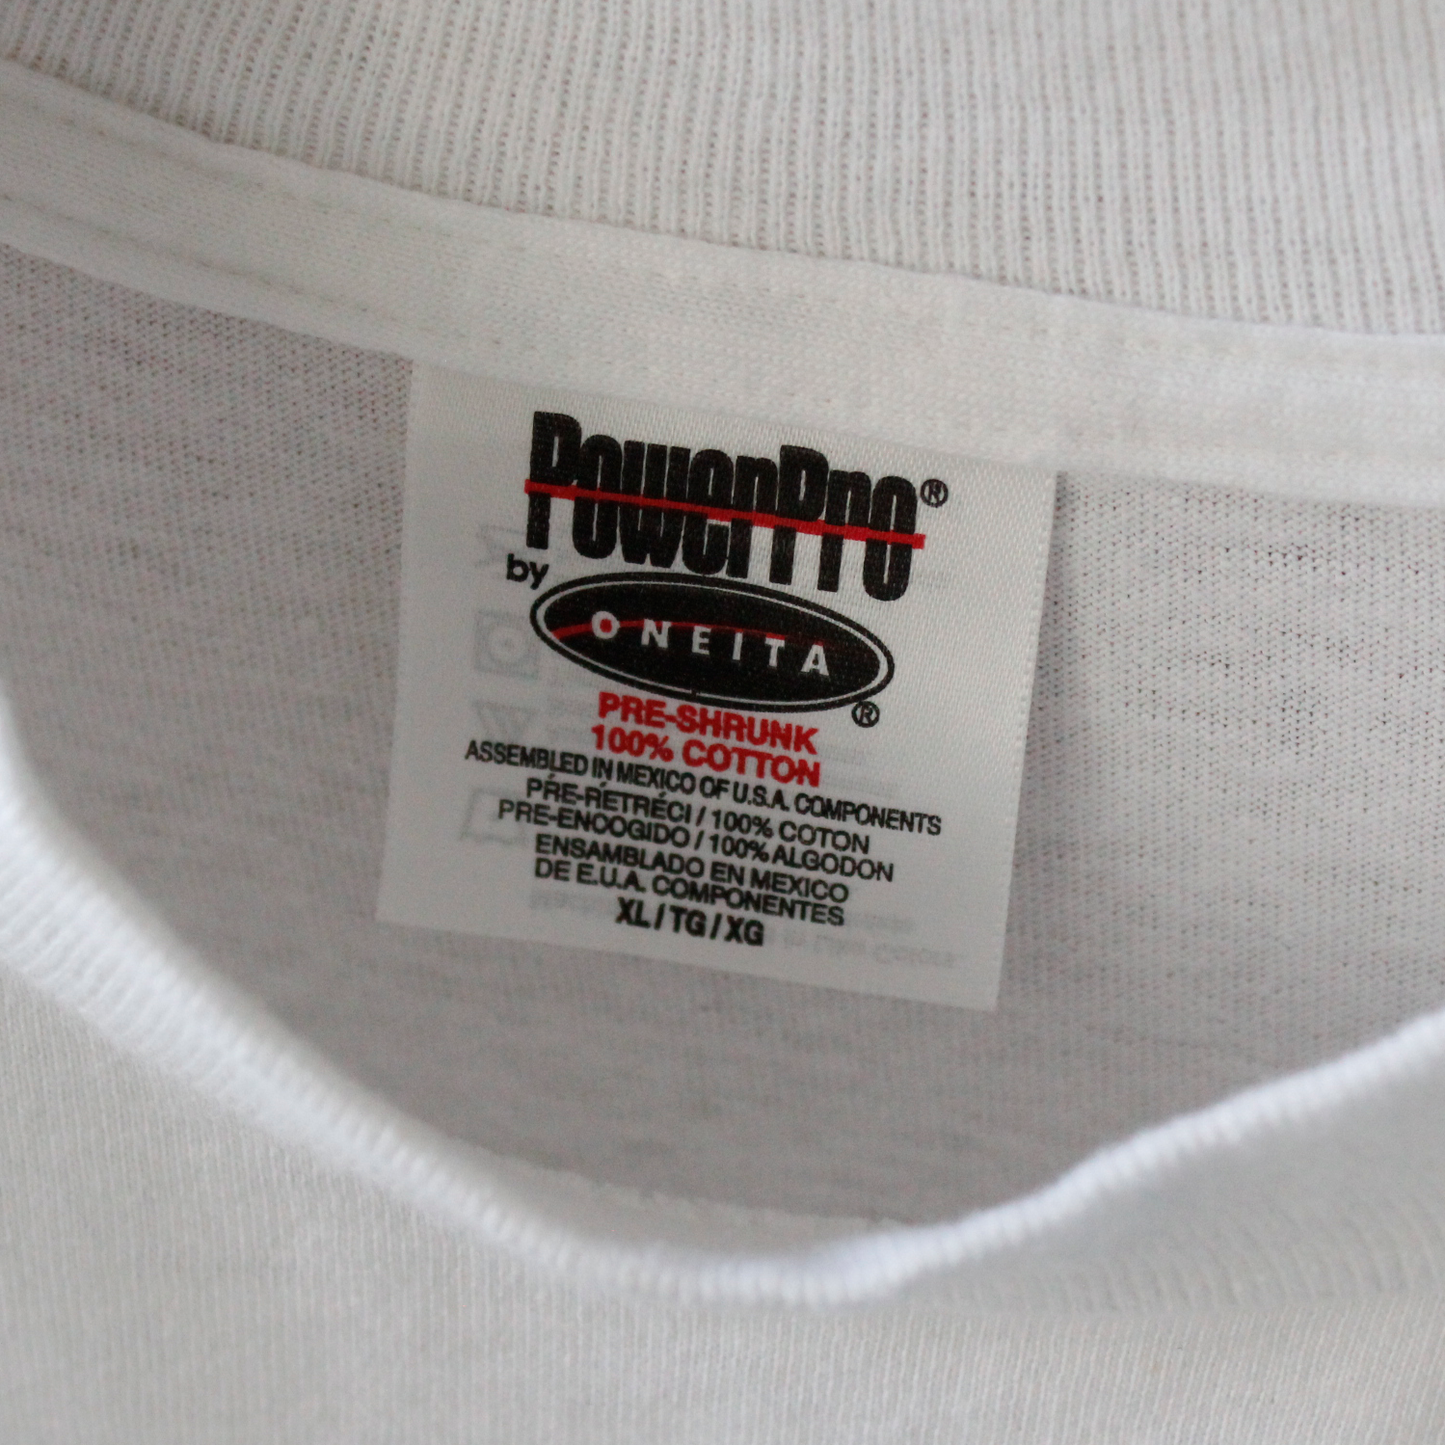 PowerPro®
by
ONEITA
®
PRE-SHRUNK
100% COTTON
ASSEMBLED IN MEXICO OF U.S.A. COMPONENTS
PRÉ-RÉTRÉCI / 100% COTON
PRE-ENCOGIDO / 100% ALGODON
ENSAMBLADO EN MEXICO
DE E.U.A. COMPONENTES
XL / TG / XG